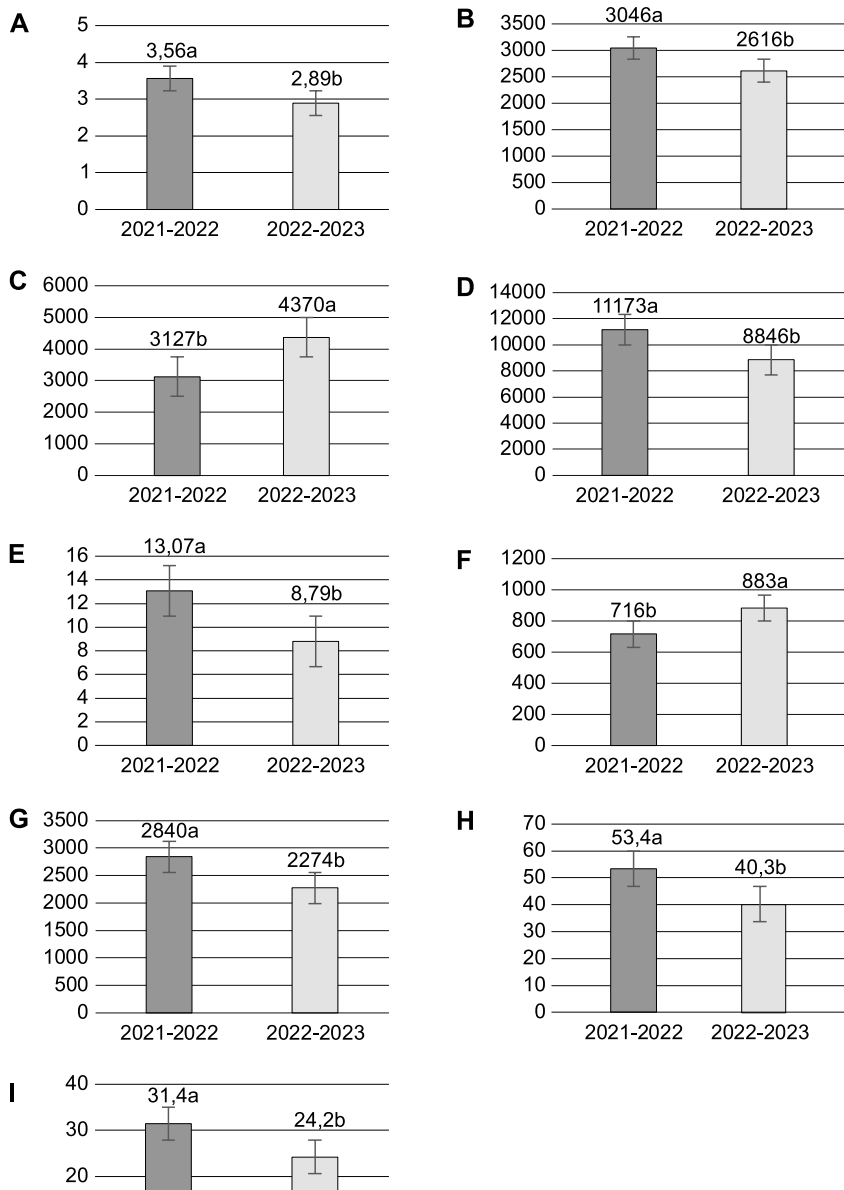 A
5
4
3
2
1
0
3,56a
2,89b
2021-2022 2022-2023
B
3500
3000
2500
2000
1500
1000
500
0
3046a
2616b
2021-2022 2022-2023
C
6000
5000
4000
3000
2000
1000
0
3127b
4370a
2021-2022 2022-2023
D
14000
12000
10000
8000
6000
4000
2000
0
11173a
8846b
2021-2022 2022-2023
E
16
14
12
10
8
6
4
2
0
13,07a
8,79b
2021-2022 2022-2023
F
1200
1000
800
600
400
200
0
716b
883a
2021-2022 2022-2023
G
3500
3000
2500
2000
1500
1000
500
0
2840a
2274b
2021-2022 2022-2023
H
70
60
50
40
30
20
10
0
53,4a
40,3b
2021-2022 2022-2023
I
40
30
20
31,4a
24,2b